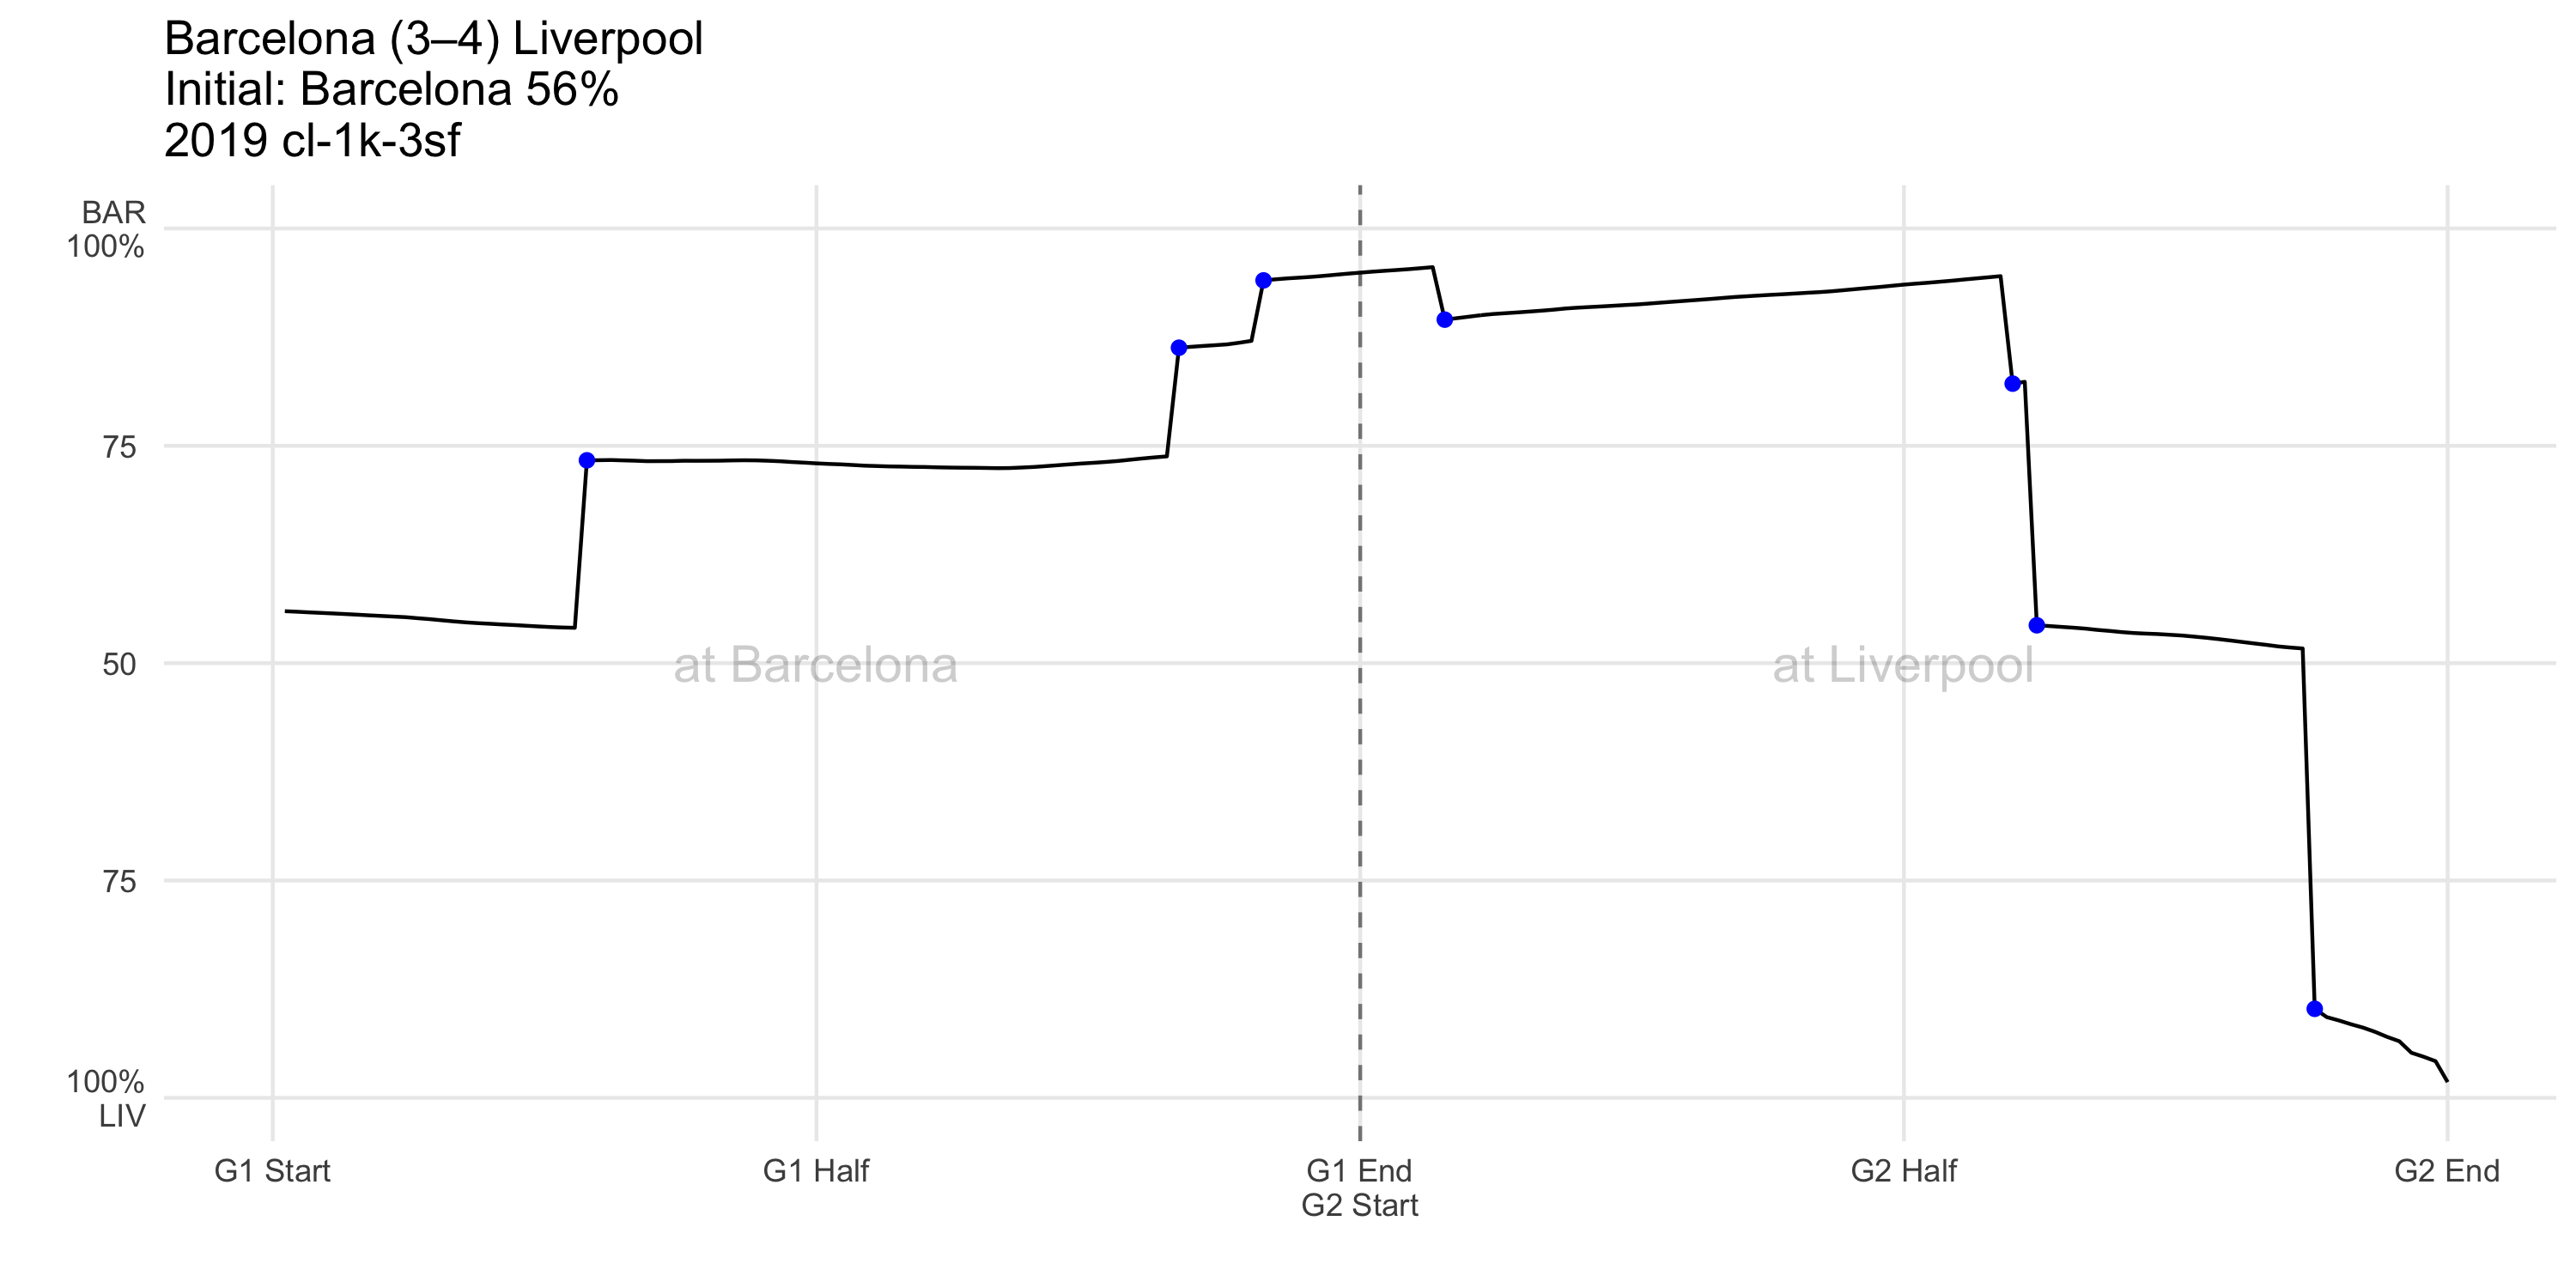 Barcelona (3–4) Liverpool
Initial: Barcelona 56%
2019 cl-1k-3sf
BAR
100%
75
50
75
100%
LIV
at Barcelona
at Liverpool
G1 Start
G1 Half
G1 End
G2 Start
G2 Half
G2 End